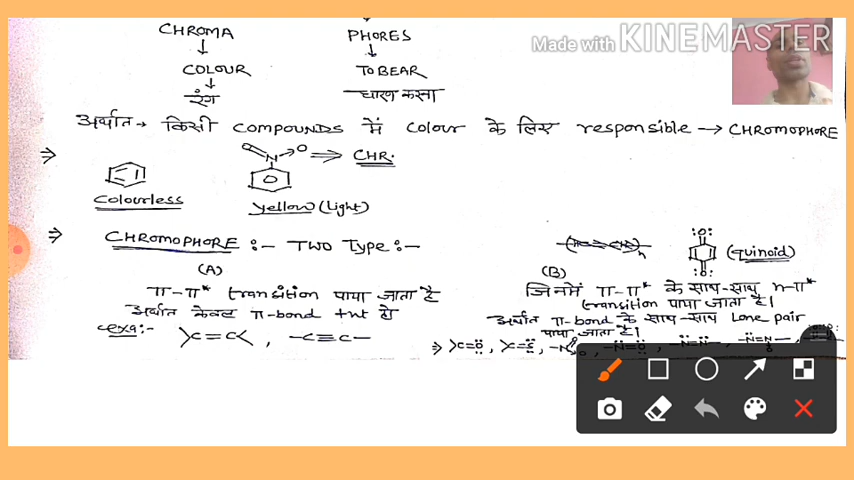 Made with KINEMASTER
CHROMA PHORES
↓ ↓
COLOUR TO BEAR
↓ ↓
रंग धारण करना
अर्थात → किसी COMPOUNDS में colour के लिए responsible → CHROMOPHORE
⇒ N→O ⇒ CHR.
Colourless Yellow (Light)
⇒ CHROMOPHORE :- TWO Type :-
(quinoid)
(A)
π-π* transition पाया जाता है
अर्थात केवल π-bond +nt हो
exa:- >C=C<, -C≡C-
(B)
जिनमें π-π* के साथ-साथ n-π*
transition पाया जाता है।
अर्थात π-bond के साथ-साथ Lone pair
पाया जाता है।
⇒ >C=O,